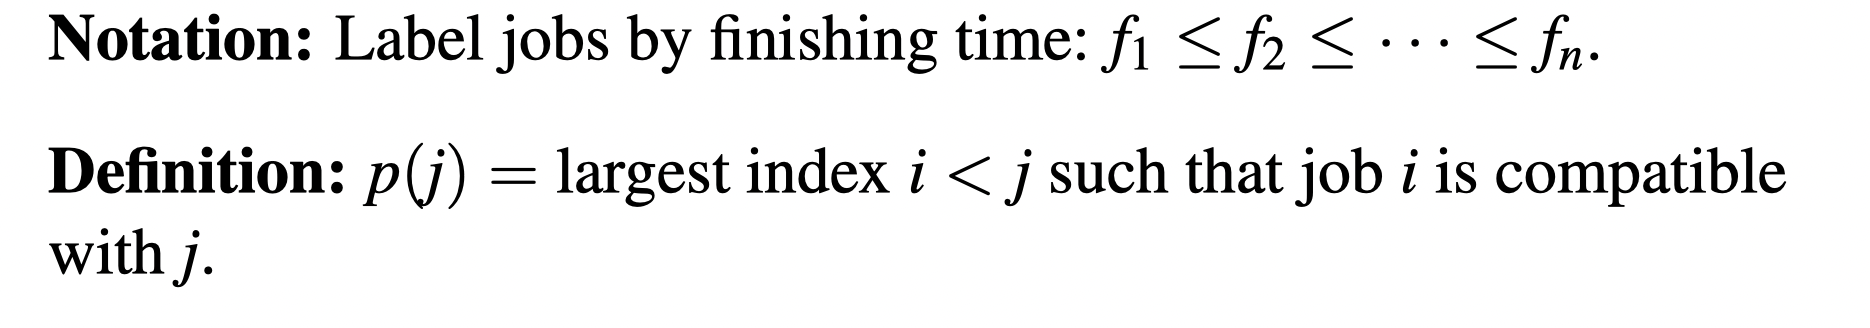 Notation: Label jobs by finishing time: f₁ ≤ f₂ ≤ ⋯ ≤ fₙ.
Definition: p(j) = largest index i < j such that job i is compatible
with j.